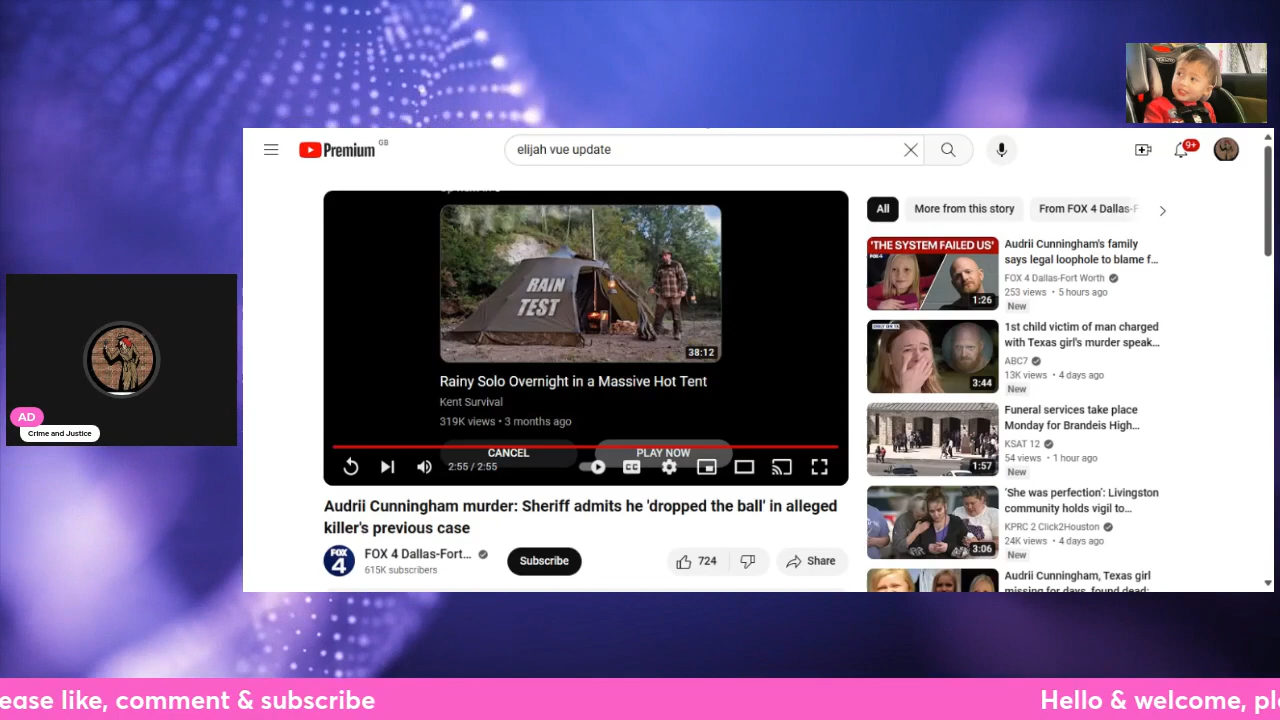 Premium GB
elijah vue update
9+
RAIN
TEST
38:12
Rainy Solo Overnight in a Massive Hot Tent
Kent Survival
319K views • 3 months ago
CANCEL
PLAY NOW
2:55 / 2:55
CC
Audrii Cunningham murder: Sheriff admits he 'dropped the ball' in alleged
killer's previous case
FOX
4
FOX 4 Dallas-Fort...
615K subscribers
Subscribe
724
Share
All
More from this story
From FOX 4 Dallas-F
'THE SYSTEM FAILED US'
1:26
Audrii Cunningham's family
says legal loophole to blame f...
FOX 4 Dallas-Fort Worth
253 views • 5 hours ago
New
3:44
1st child victim of man charged
with Texas girl's murder speak...
ABC7
13K views • 4 days ago
New
1:57
Funeral services take place
Monday for Brandeis High...
KSAT 12
54 views • 1 hour ago
New
3:06
'She was perfection': Livingston
community holds vigil to...
KPRC 2 Click2Houston
24K views • 4 days ago
New
Audrii Cunningham, Texas girl
missing for days, found dead:
AD
Crime and Justice
ease like, comment & subscribe
Hello & welcome, ple